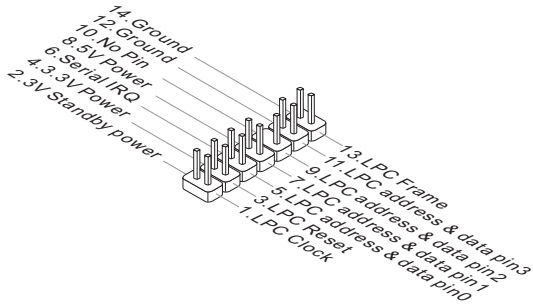 14.Ground
12.Ground
10.No Pin
8.5V Power
6.Serial IRQ
4.3.3V Power
2.3V Standby power
13.LPC Frame
11.LPC address & data pin3
9.LPC address & data pin2
7.LPC address & data pin1
5.LPC address & data pin0
3.LPC Reset
1.LPC Clock